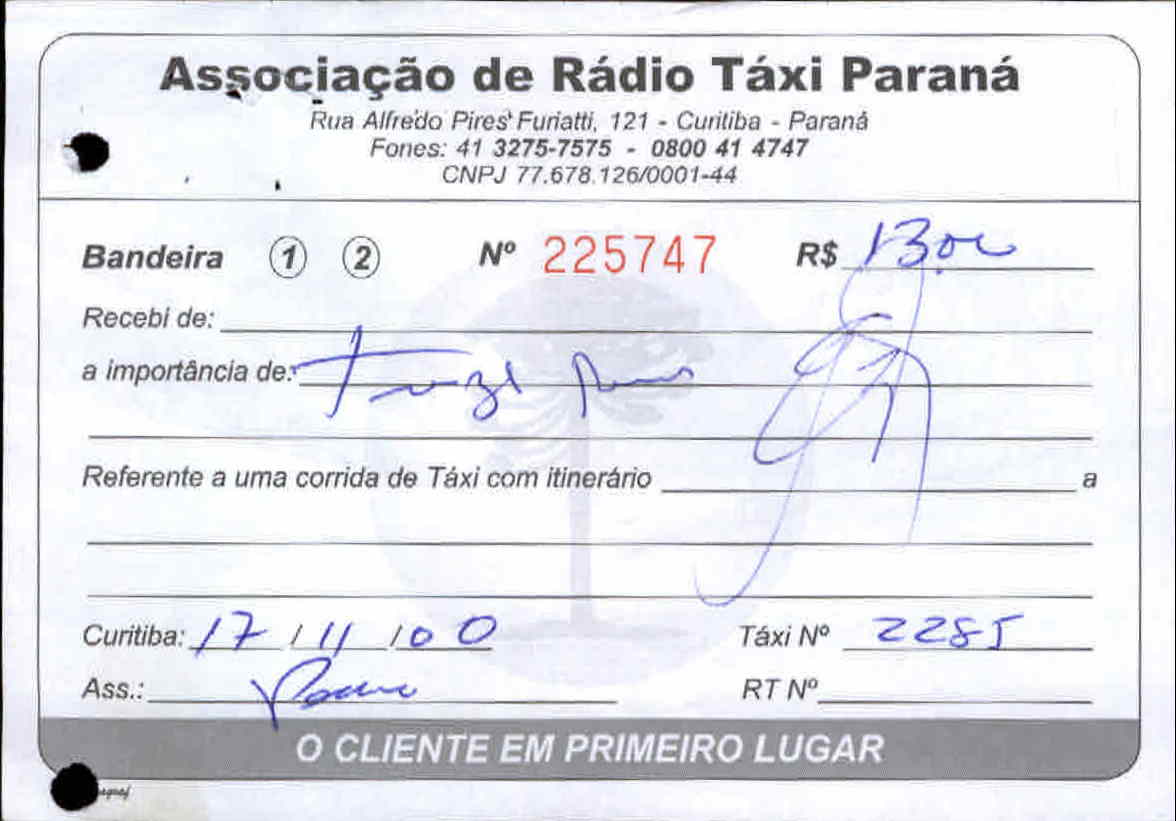 Associação de Rádio Táxi Paraná
Rua Alfredo Pires Furiatti, 121 - Curitiba - Paraná
Fones: 41 3275-7575 - 0800 41 4747
CNPJ 77.678.126/0001-44
Bandeira 1 2 Nº 225747 R$ 13,00
Recebi de:
a importância de:
Referente a uma corrida de Táxi com itinerário a
Curitiba: 17 / 11 / 00 Táxi Nº 2285
Ass.: RT Nº
O CLIENTE EM PRIMEIRO LUGAR